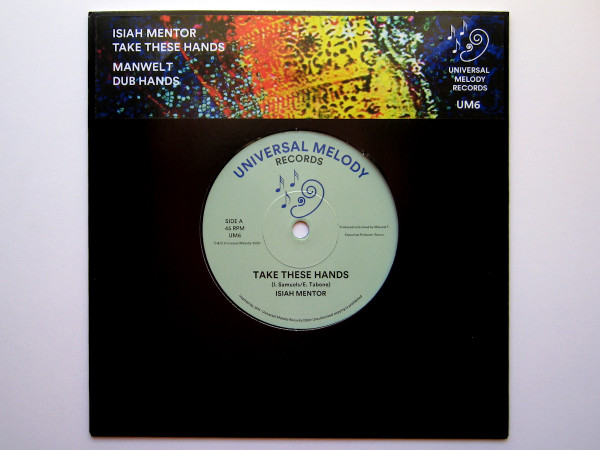 ISIAH MENTOR
TAKE THESE HANDS
MANWELT
DUB HANDS
UNIVERSAL
MELODY
RECORDS
UM6
UNIVERSAL MELODY
RECORDS
SIDE A
45 RPM
UM6
TAKE THESE HANDS
(I. Samuels/E. Tabone)
ISIAH MENTOR